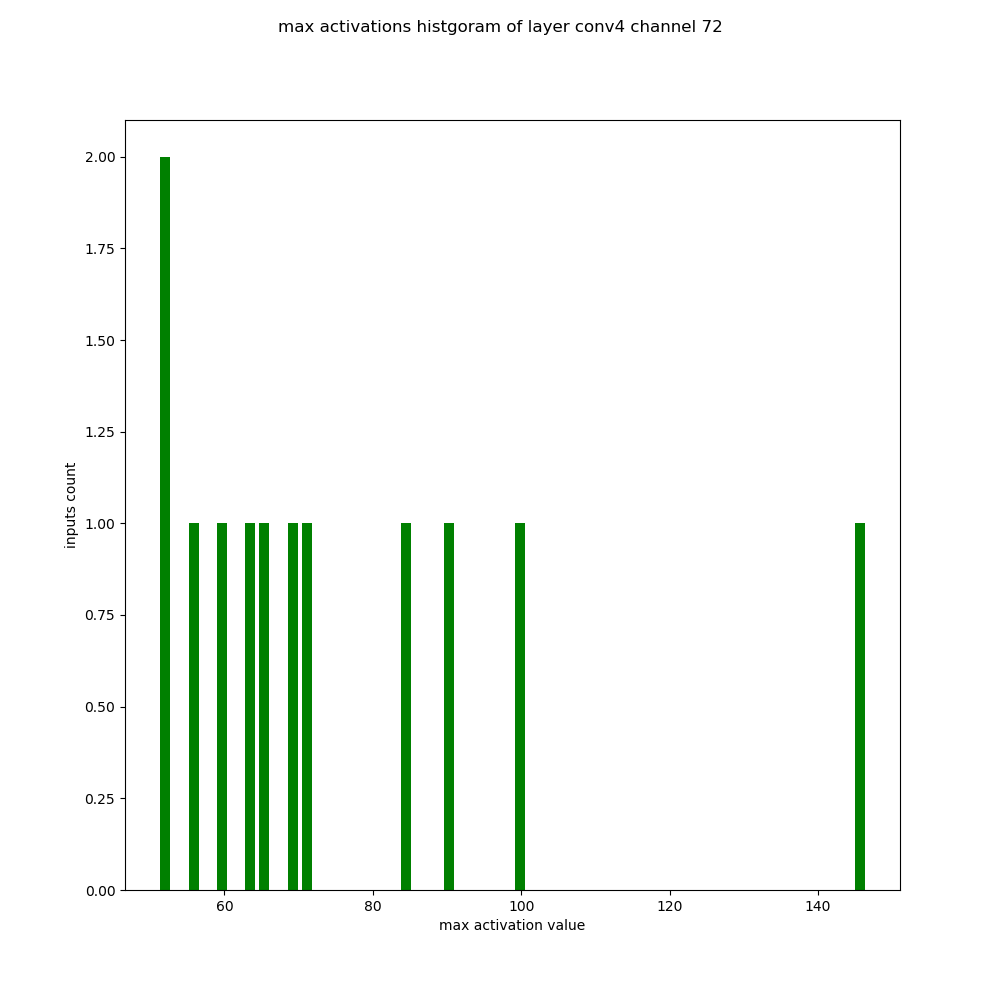 max activations histgoram of layer conv4 channel 72
2.00
1.75
1.50
1.25
1.00
0.75
0.50
0.25
0.00
inputs count
60 80 100 120 140
max activation value